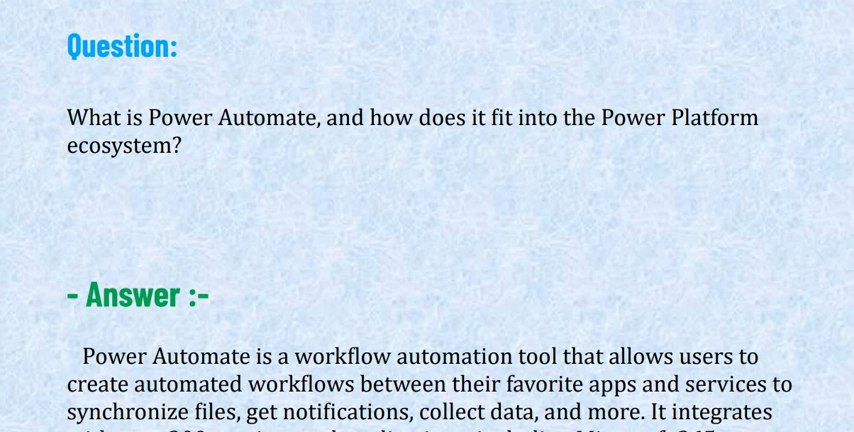 Question:
What is Power Automate, and how does it fit into the Power Platform
ecosystem?
- Answer :-
Power Automate is a workflow automation tool that allows users to
create automated workflows between their favorite apps and services to
synchronize files, get notifications, collect data, and more. It integrates